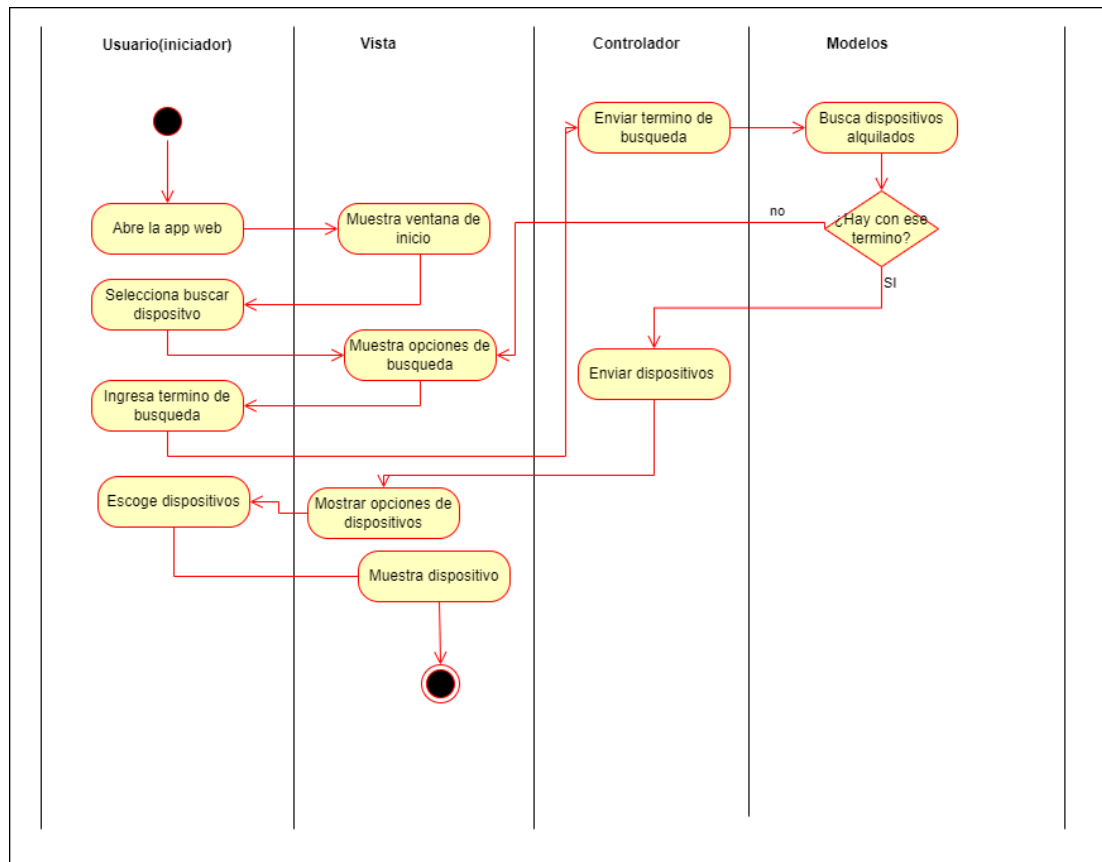 Usuario(iniciador)
Vista
Controlador
Modelos
Enviar termino de
busqueda
Busca dispositivos
alquilados
Abre la app web
Muestra ventana de
inicio
no
¿Hay con ese
termino?
Selecciona buscar
dispositvo
SI
Muestra opciones de
busqueda
Enviar dispositivos
Ingresa termino de
busqueda
Escoge dispositivos
Mostrar opciones de
dispositivos
Muestra dispositivo